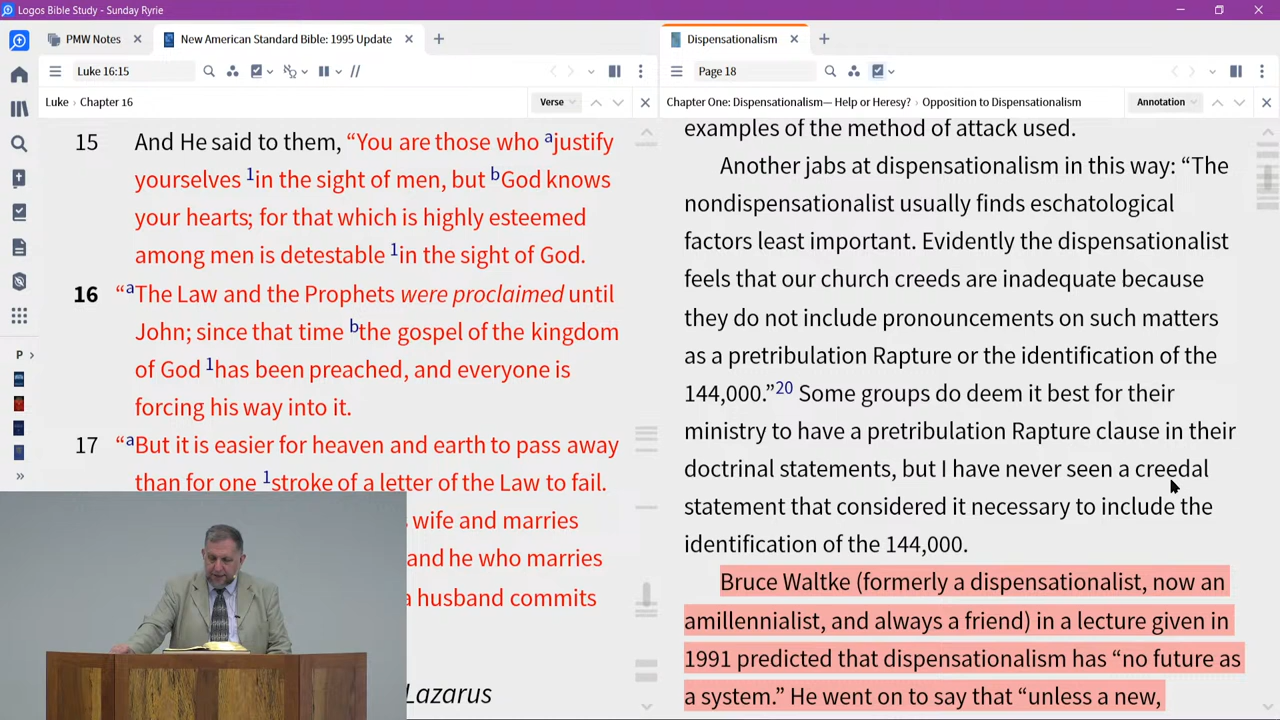 Logos Bible Study - Sunday Ryrie
PMW Notes
New American Standard Bible: 1995 Update
Luke 16:15
Luke › Chapter 16
Verse
15 And He said to them, “You are those who ajustify
yourselves 1in the sight of men, but bGod knows
your hearts; for that which is highly esteemed
among men is detestable 1in the sight of God.
16 “aThe Law and the Prophets were proclaimed until
John; since that time bthe gospel of the kingdom
of God 1has been preached, and everyone is
forcing his way into it.
17 “aBut it is easier for heaven and earth to pass away
than for one 1stroke of a letter of the Law to fail.
wife and marries
and he who marries
a husband commits
Lazarus
P
Dispensationalism
Page 18
Chapter One: Dispensationalism— Help or Heresy? › Opposition to Dispensationalism
Annotation
examples of the method of attack used.
Another jabs at dispensationalism in this way: “The
nondispensationalist usually finds eschatological
factors least important. Evidently the dispensationalist
feels that our church creeds are inadequate because
they do not include pronouncements on such matters
as a pretribulation Rapture or the identification of the
144,000.”20 Some groups do deem it best for their
ministry to have a pretribulation Rapture clause in their
doctrinal statements, but I have never seen a creedal
statement that considered it necessary to include the
identification of the 144,000.
Bruce Waltke (formerly a dispensationalist, now an
amillennialist, and always a friend) in a lecture given in
1991 predicted that dispensationalism has “no future as
a system.” He went on to say that “unless a new,